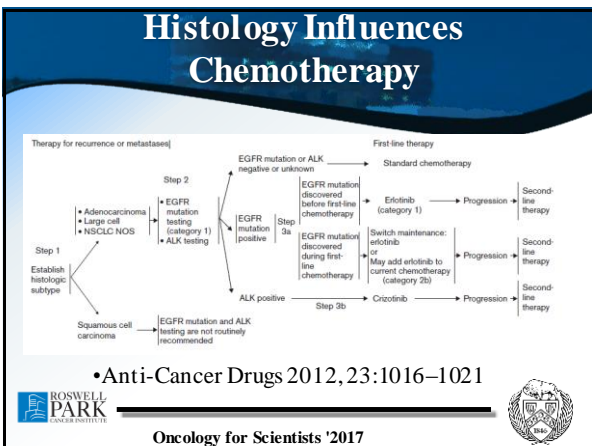 Histology Influences
Chemotherapy
Therapy for recurrence or metastases|
First-line therapy
EGFR mutation or ALK
negative or unknown
Standard chemotherapy
Step 2
• Adenocarcinoma
• Large cell
• NSCLC NOS
• EGFR
mutation
testing
(category 1)
• ALK testing
EGFR
mutation
positive
Step
3a
EGFR mutation
discovered
before first-line
chemotherapy
Erlotinib
(category 1)
Progression
Second-
line
therapy
EGFR mutation
discovered
during first-
line
chemotherapy
Switch maintenance:
erlotinib
or
May add erlotinib to
current chemotherapy
(category 2b)
Progression
Second-
line
therapy
Step 1
Establish
histologic
subtype
ALK positive
Step 3b
Crizotinib
Progression
Second-
line
therapy
Squamous cell
carcinoma
EGFR mutation and ALK
testing are not routinely
recommended
•Anti-Cancer Drugs 2012, 23:1016–1021
ROSWELL
PARK
CANCER INSTITUTE
1846
Oncology for Scientists '2017